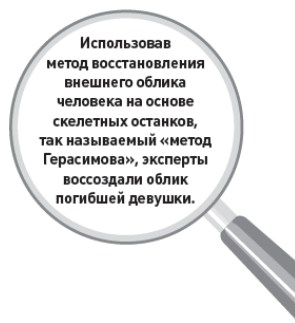 Использовав
метод восстановления
внешнего облика
человека на основе
скелетных останков,
так называемый «метод
Герасимова», эксперты
воссоздали облик
погибшей девушки.